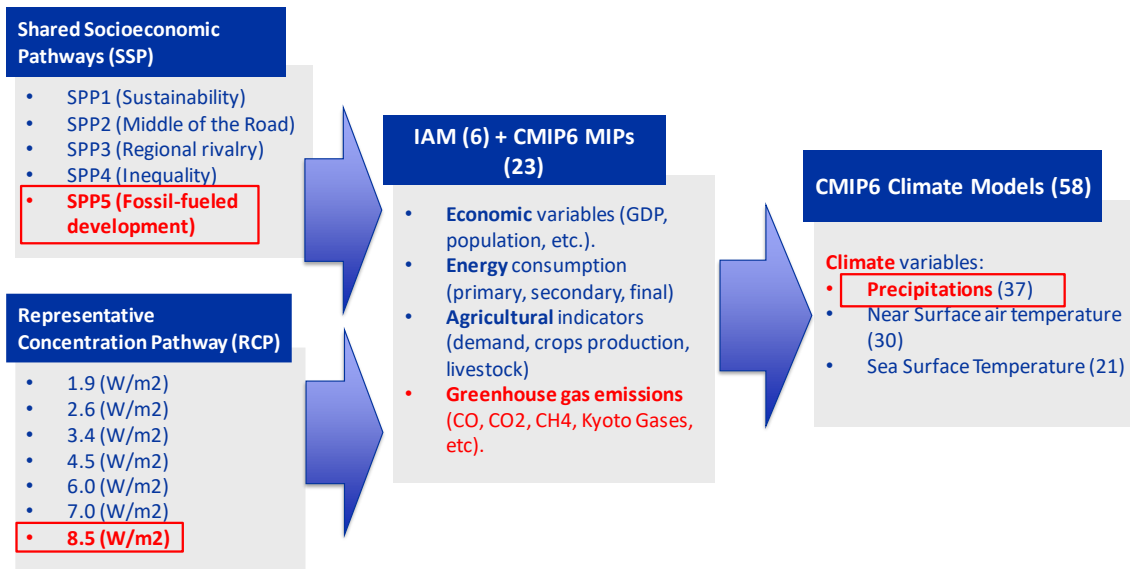 Shared Socioeconomic
Pathways (SSP)
• SPP1 (Sustainability)
• SPP2 (Middle of the Road)
• SPP3 (Regional rivalry)
• SPP4 (Inequality)
• SPP5 (Fossil-fueled
development)
Representative
Concentration Pathway (RCP)
• 1.9 (W/m2)
• 2.6 (W/m2)
• 3.4 (W/m2)
• 4.5 (W/m2)
• 6.0 (W/m2)
• 7.0 (W/m2)
• 8.5 (W/m2)
IAM (6) + CMIP6 MIPs
(23)
• Economic variables (GDP,
population, etc.).
• Energy consumption
(primary, secondary, final)
• Agricultural indicators
(demand, crops production,
livestock)
• Greenhouse gas emissions
(CO, CO2, CH4, Kyoto Gases,
etc).
CMIP6 Climate Models (58)
Climate variables:
• Precipitations (37)
• Near Surface air temperature
(30)
• Sea Surface Temperature (21)